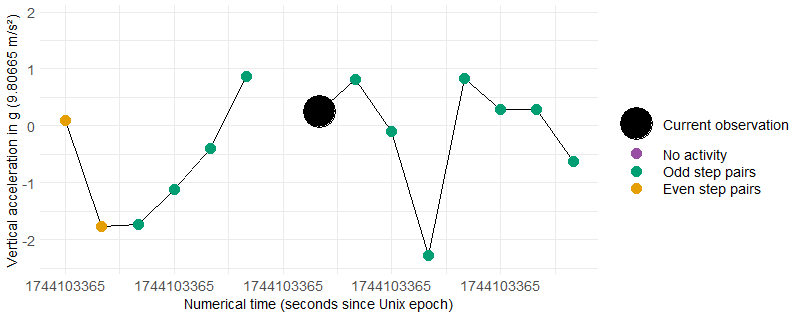 Vertical acceleration in g (9.80665 m/s²)
2
1
0
-1
-2
1744103365 1744103365 1744103365 1744103365 1744103365
Numerical time (seconds since Unix epoch)
Current observation
No activity
Odd step pairs
Even step pairs